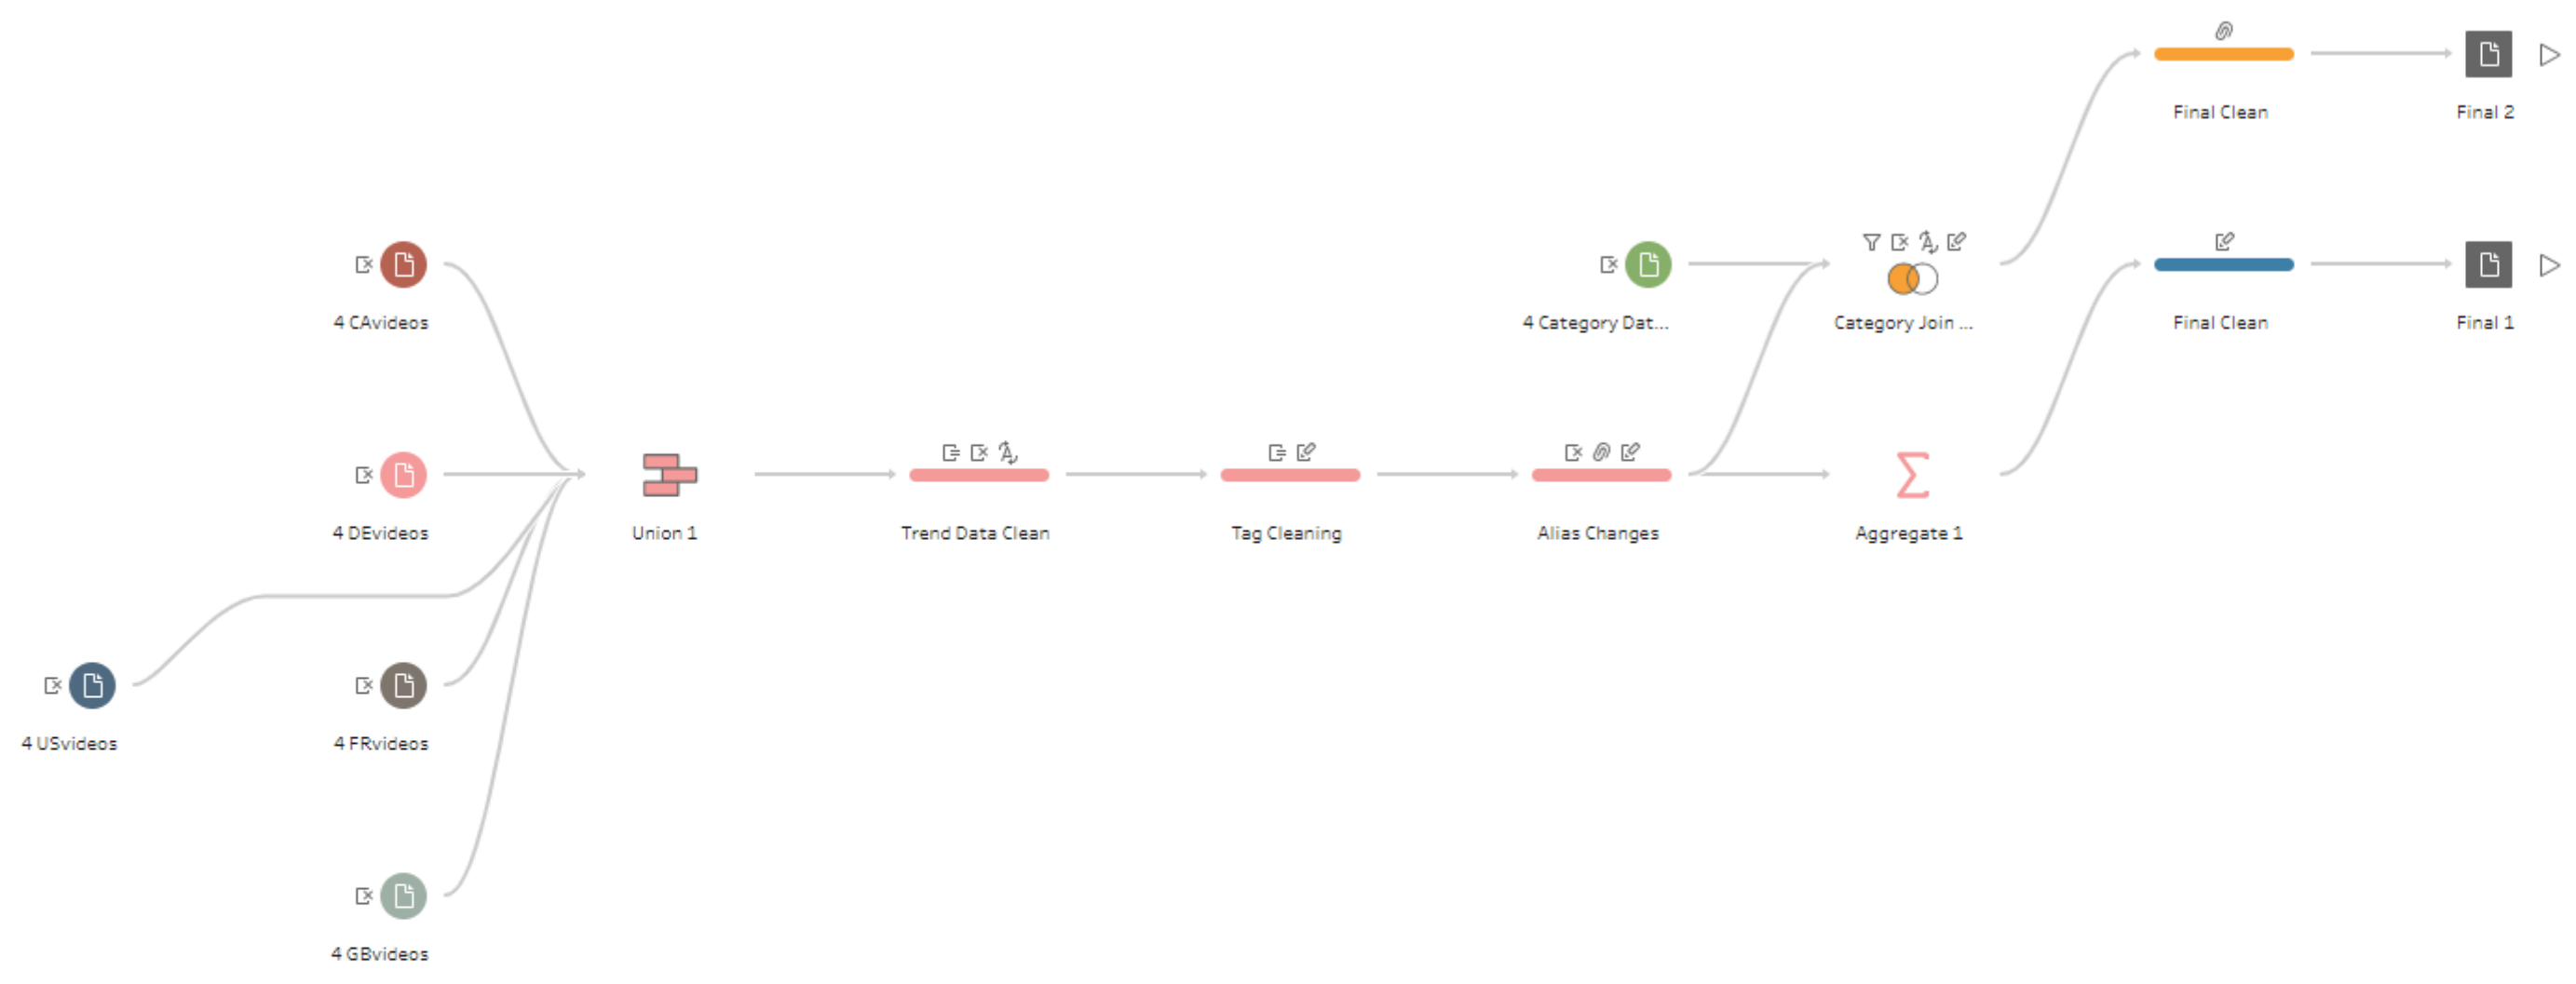 Final Clean
Final 2
4 CAvideos
4 Category Dat...
Category Join ...
Final Clean
Final 1
4 DEvideos
Union 1
Trend Data Clean
Tag Cleaning
Alias Changes
Aggregate 1
4 USvideos
4 FRvideos
4 GBvideos